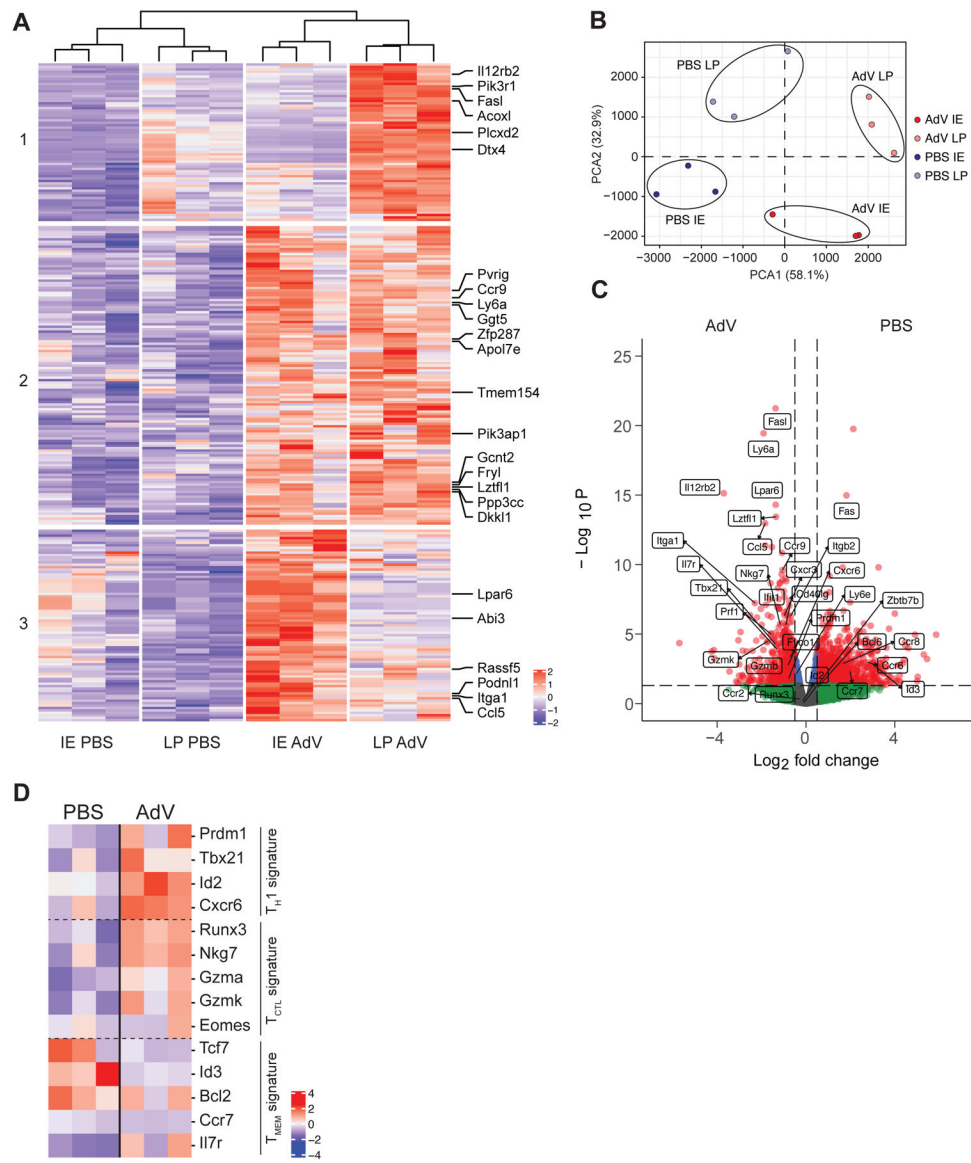 A
Il12rb2
Pik3r1
Fasl
Acoxl
Plcxd2
Dtx4
1
Pvrig
Ccr9
Ly6a
Ggt5
Zfp287
Apol7e
2
Tmem154
Pik3ap1
Gcnt2
Fryl
Lztfl1
Ppp3cc
Dkkl1
Lpar6
Abi3
3
Rassf5
Podnl1
Itga1
Ccl5
2
1
0
−1
−2
IE PBS LP PBS IE AdV LP AdV
B
PCA2 (32.9%)
2000
1000
0
−1000
−2000
PBS LP
AdV LP
PBS IE
AdV IE
AdV IE
AdV LP
PBS IE
PBS LP
−3000 −2000 −1000 0 1000 2000
PCA1 (58.1%)
C
AdV PBS
− Log 10 P
25
20
15
10
5
0
Fasl
Ly6a
Il12rb2
Lpar6
Fas
Lztfl1
Itga1
Ccl5
Ccr9
Itgb2
Il7r
Nkg7
Cxcr3
Cxcr6
Tbx21
Ifit1
Cd40lg
Ly6e
Zbtb7b
Prf1
Prdm1
Bcl6
Ccr8
Gzmk
Gzmb
Id2
Ccr6
Ccr2
Runx3
Ccr7
Id3
−4 0 4
Log2 fold change
D
PBS AdV
Prdm1
Tbx21
Id2
Cxcr6
Runx3
Nkg7
Gzma
Gzmk
Eomes
Tcf7
Id3
Bcl2
Ccr7
Il7r
TH1 signature
TCTL signature
TMEM signature
4
2
0
−2
−4